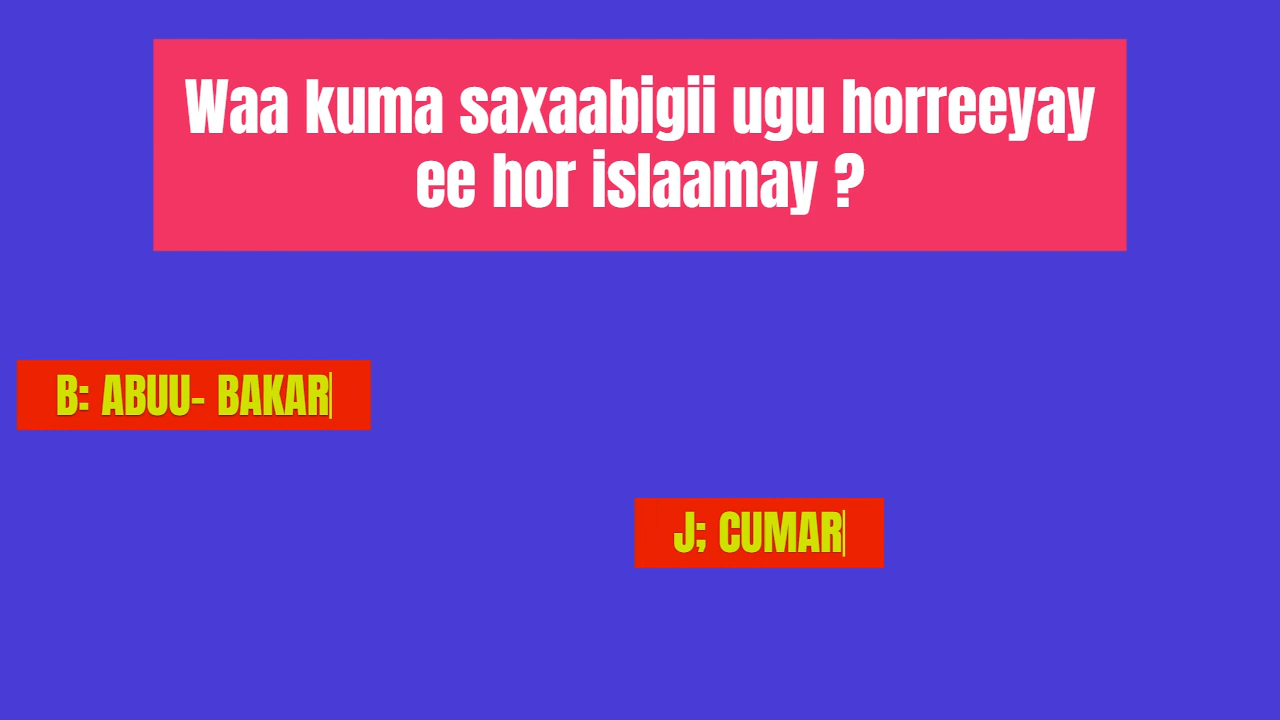 Waa kuma saxaabigii ugu horreeyay
ee hor islaamay ?
B: ABUU- BAKAR
J; CUMAR